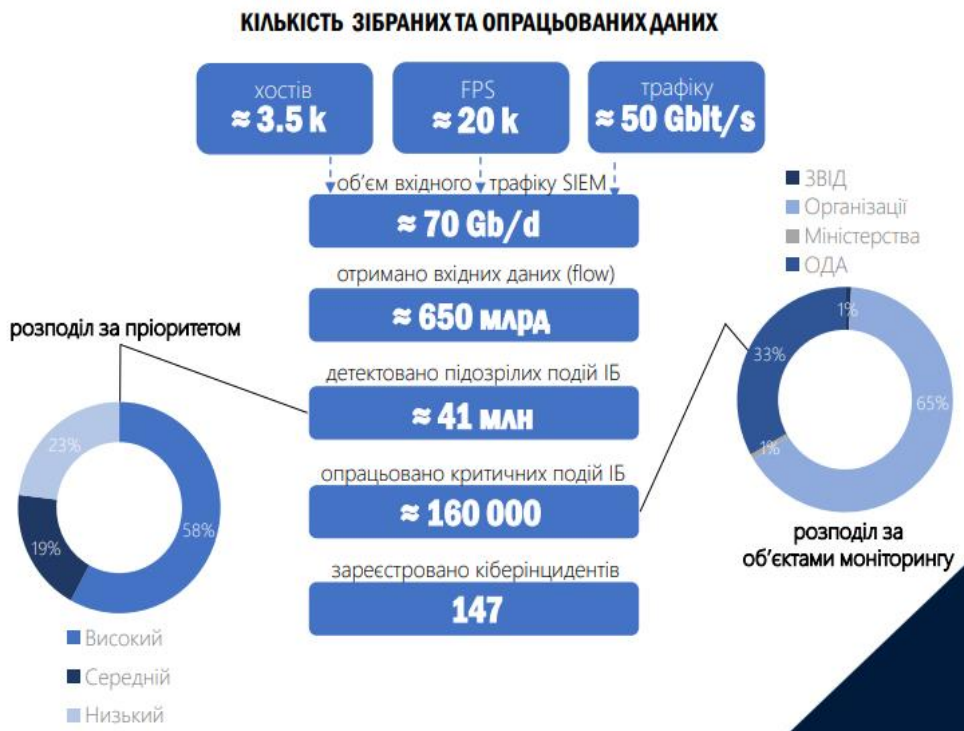 КІЛЬКІСТЬ ЗІБРАНИХ ТА ОПРАЦЬОВАНИХ ДАНИХ
хостів
≈ 3.5 k
FPS
≈ 20 k
трафіку
≈ 50 GbIt/s
об'єм вхідного трафіку SIEM
≈ 70 Gb/d
отримано вхідних даних (flow)
≈ 650 млрд
детектовано підозрілих подій ІБ
≈ 41 млн
опрацьовано критичних подій ІБ
≈ 160 000
зареєстровано кіберінцидентів
147
розподіл за пріоритетом
23%
58%
19%
Високий
Середній
Низький
ЗВІД
Організації
Міністерства
ОДА
1%
33%
65%
1%
розподіл за
об'єктами моніторингу